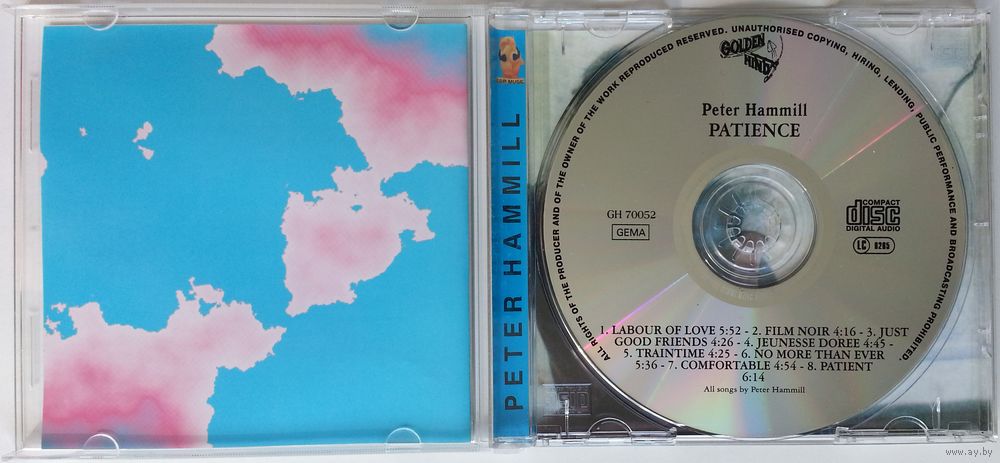 PETER HAMMILL
GOLDEN
HIND
ALL RIGHTS OF THE PRODUCER AND OF THE OWNER OF THE WORK REPRODUCED RESERVED. UNAUTHORISED COPYING, HIRING, LENDING, PUBLIC PERFORMANCE AND BROADCASTING PROHIBITED
Peter Hammill
PATIENCE
GH 70052
GEMA
COMPACT
disc
DIGITAL AUDIO
LC 6265
1. LABOUR OF LOVE 5:52 - 2. FILM NOIR 4:16 - 3. JUST
GOOD FRIENDS 4:26 - 4. JEUNESSE DOREE 4:45 -
5. TRAINTIME 4:25 - 6. NO MORE THAN EVER
5:36 - 7. COMFORTABLE 4:54 - 8. PATIENT
6:14
All songs by Peter Hammill
www.ay.by